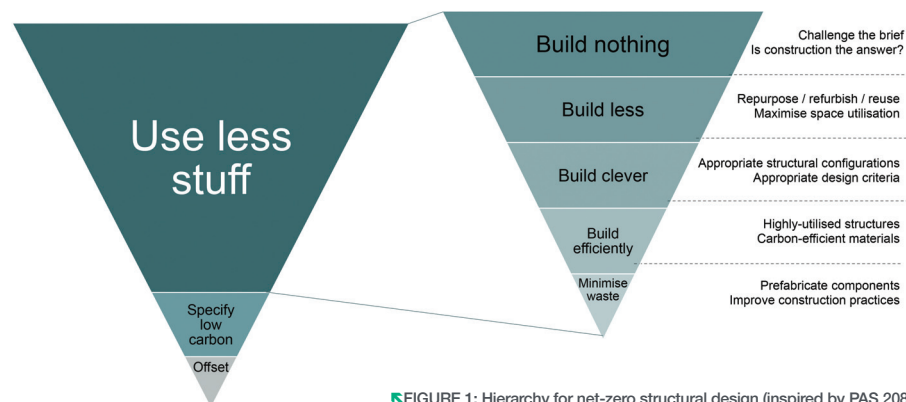 Use less
stuff
Specify
low
carbon
Offset
Build nothing
Challenge the brief
Is construction the answer?
Build less
Repurpose / refurbish / reuse
Maximise space utilisation
Build clever
Appropriate structural configurations
Appropriate design criteria
Build
efficiently
Highly-utilised structures
Carbon-efficient materials
Minimise
waste
Prefabricate components
Improve construction practices
FIGURE 1: Hierarchy for net-zero structural design (inspired by PAS 208